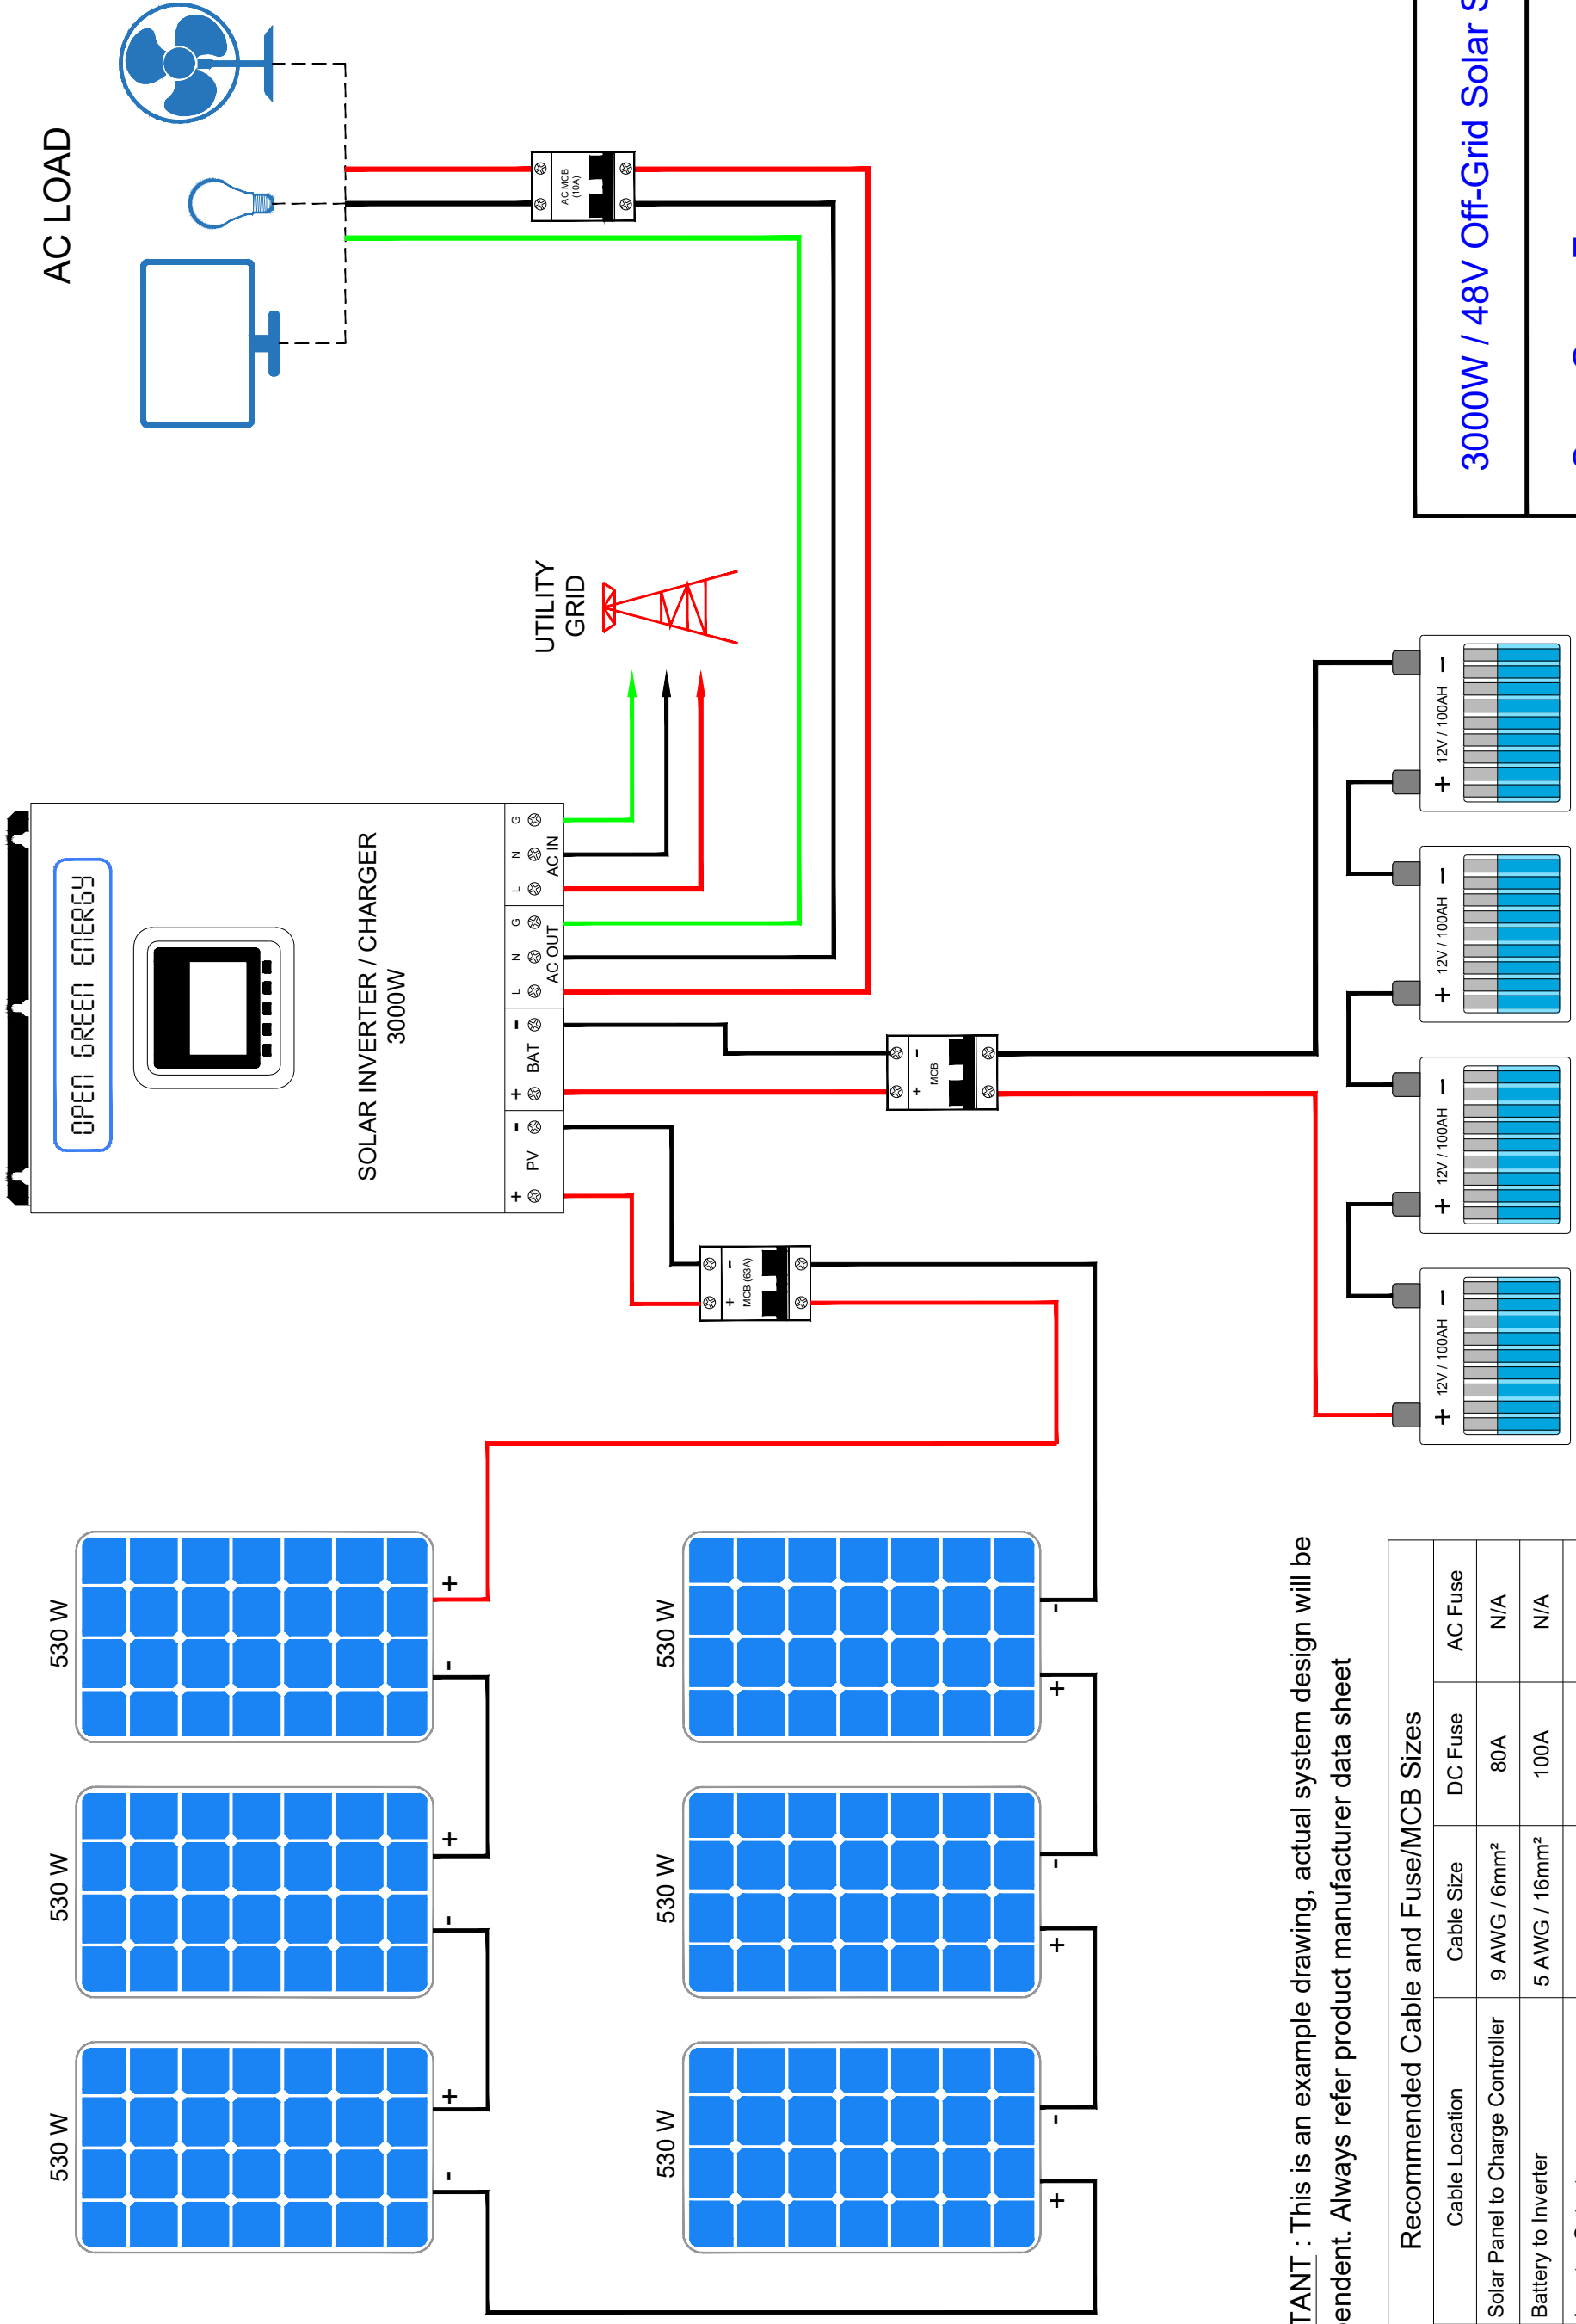 AC LOAD
OPEN GREEN ENERGY
SOLAR INVERTER / CHARGER
3000W
+ PV -
+ BAT -
L N G
AC OUT
L N G
AC IN
UTILITY
GRID
AC MCB
(10A)
+ -
MCB (63A)
+ -
MCB
530 W
530 W
530 W
- +
- +
- +
530 W
530 W
530 W
+ -
+ -
+ -
+ 12V / 100AH -
+ 12V / 100AH -
+ 12V / 100AH -
+ 12V / 100AH -
TANT : This is an example drawing, actual system design will be
endent. Always refer product manufacturer data sheet
Recommended Cable and Fuse/MCB Sizes
Cable Location Cable Size DC Fuse AC Fuse
Solar Panel to Charge Controller 9 AWG / 6mm² 80A N/A
Battery to Inverter 5 AWG / 16mm² 100A N/A
3000W / 48V Off-Grid Solar S